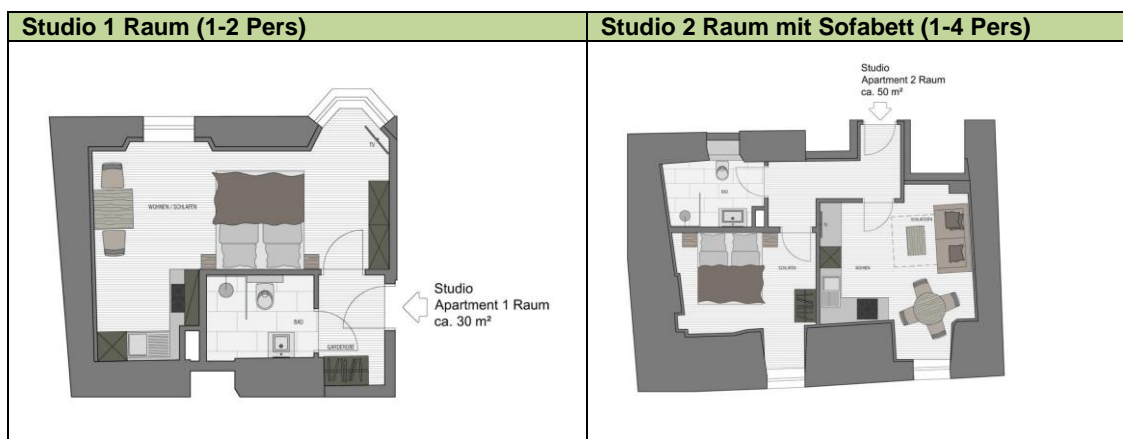 Studio 1 Raum (1-2 Pers)
Studio 2 Raum mit Sofabett (1-4 Pers)
TV
WOHNEN / SCHLAFEN
BAD
GARDEROBE
Studio
Apartment 1 Raum
ca. 30 m²
Studio
Apartment 2 Raum
ca. 50 m²
BAD
SCHLAFEN
WOHNEN
TV